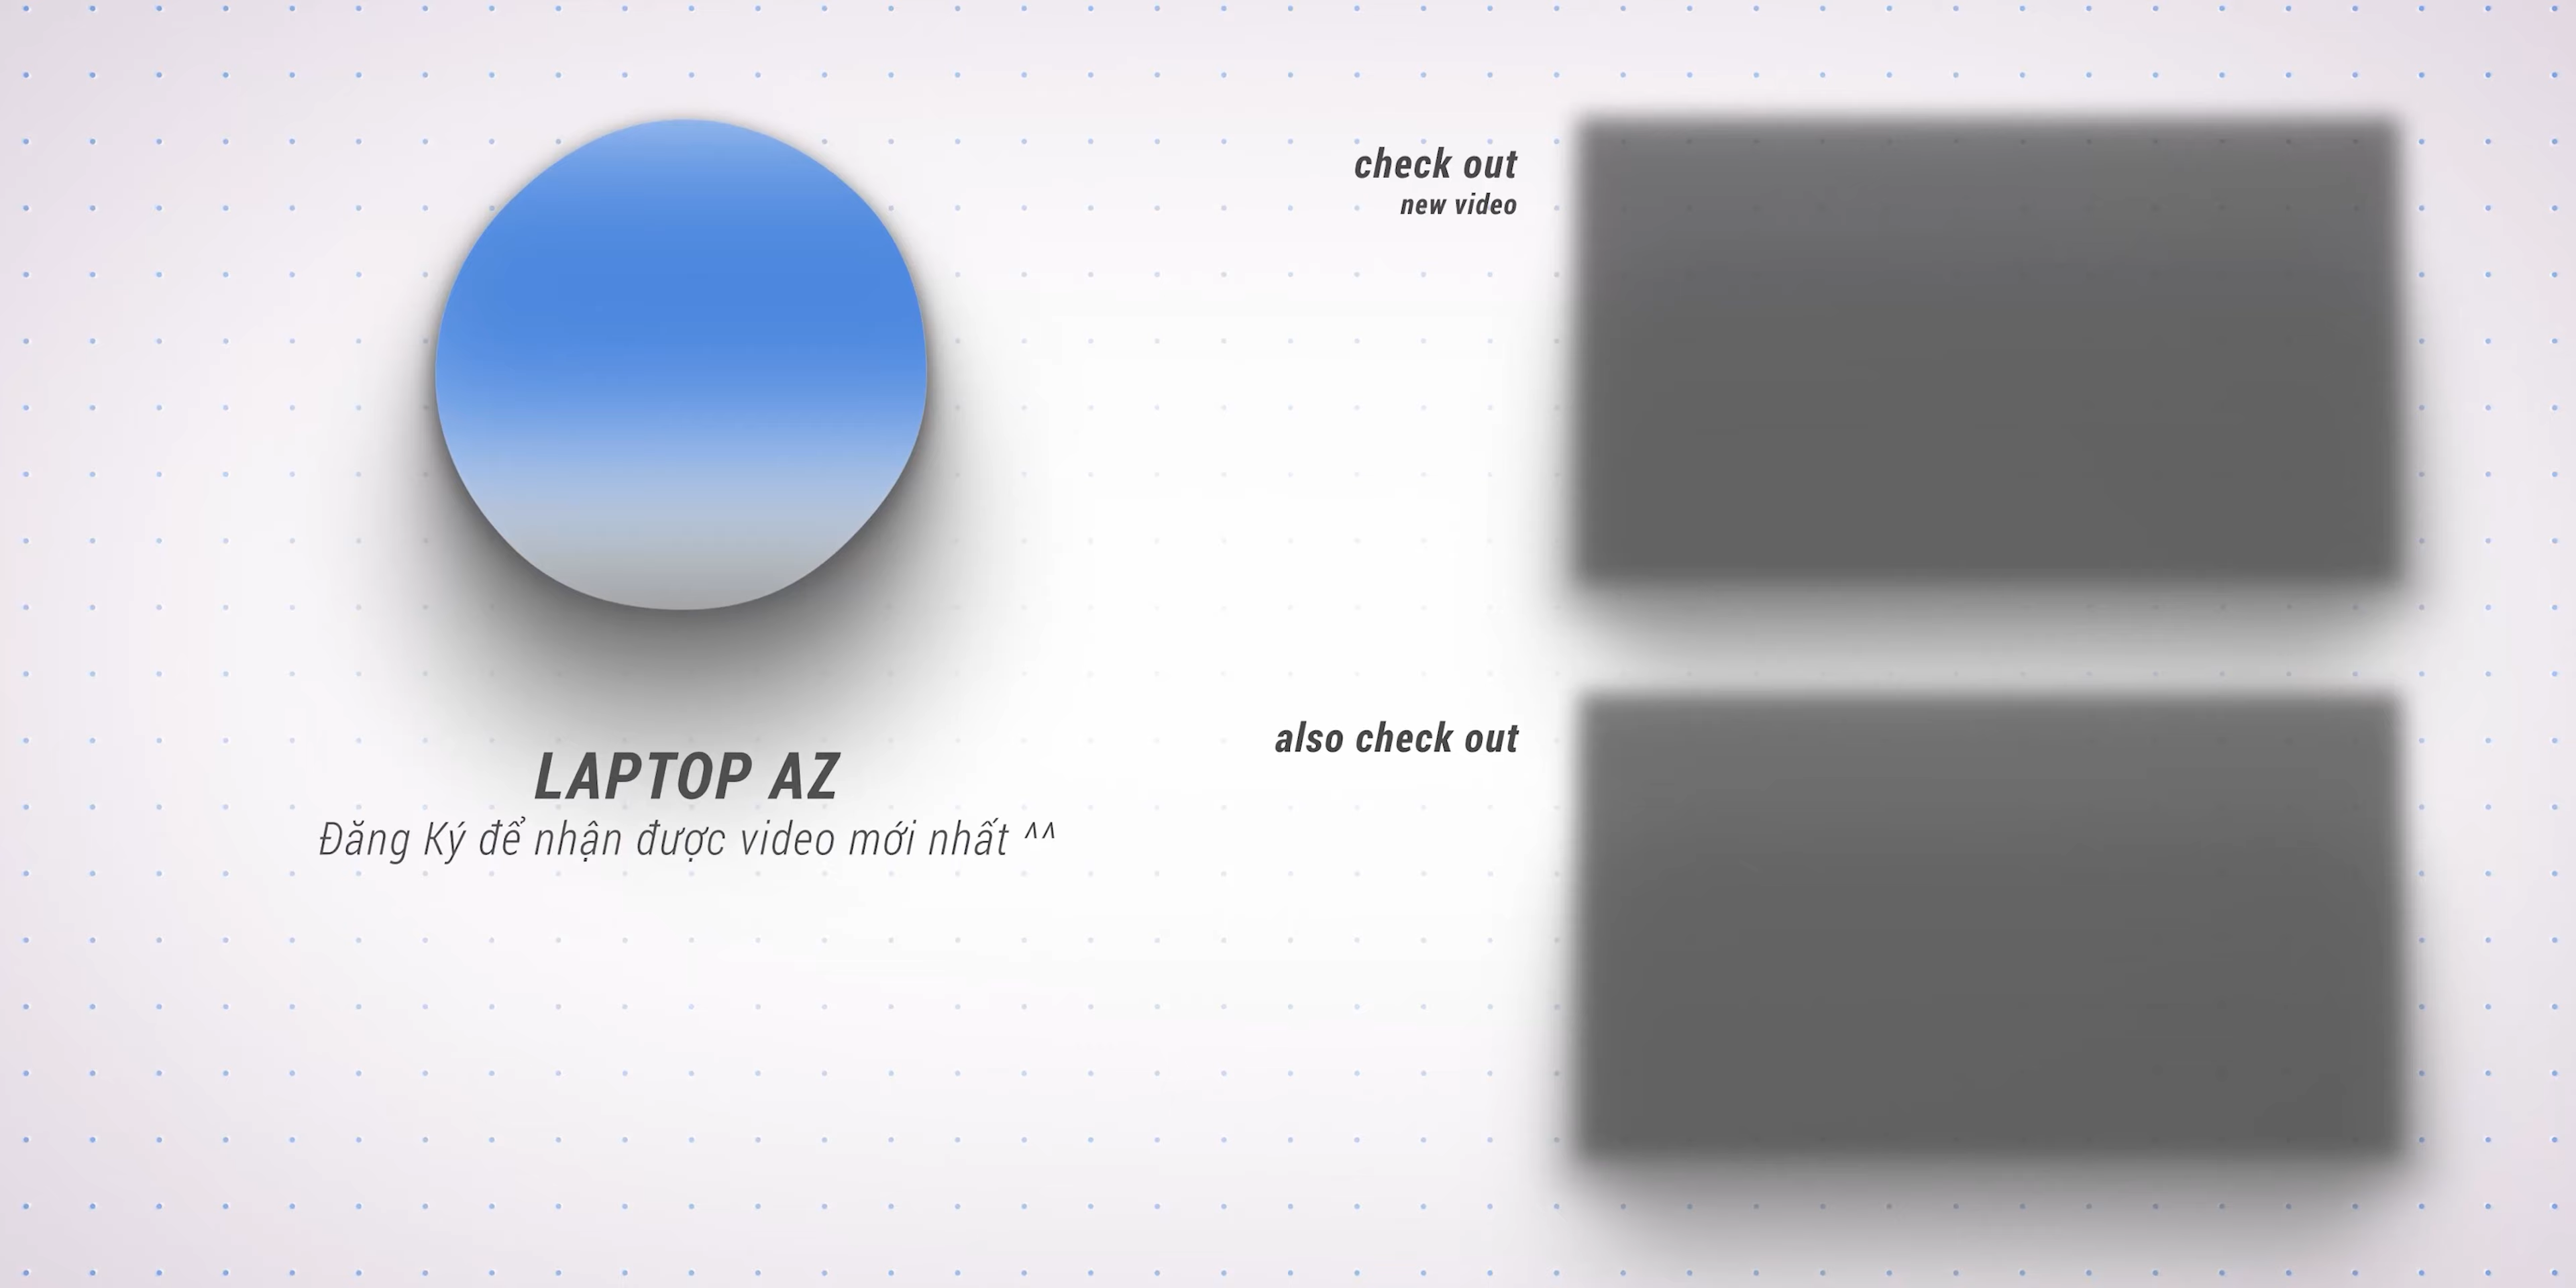 check out
new video
LAPTOP AZ
Đăng Ký để nhận được video mới nhất ^^
also check out